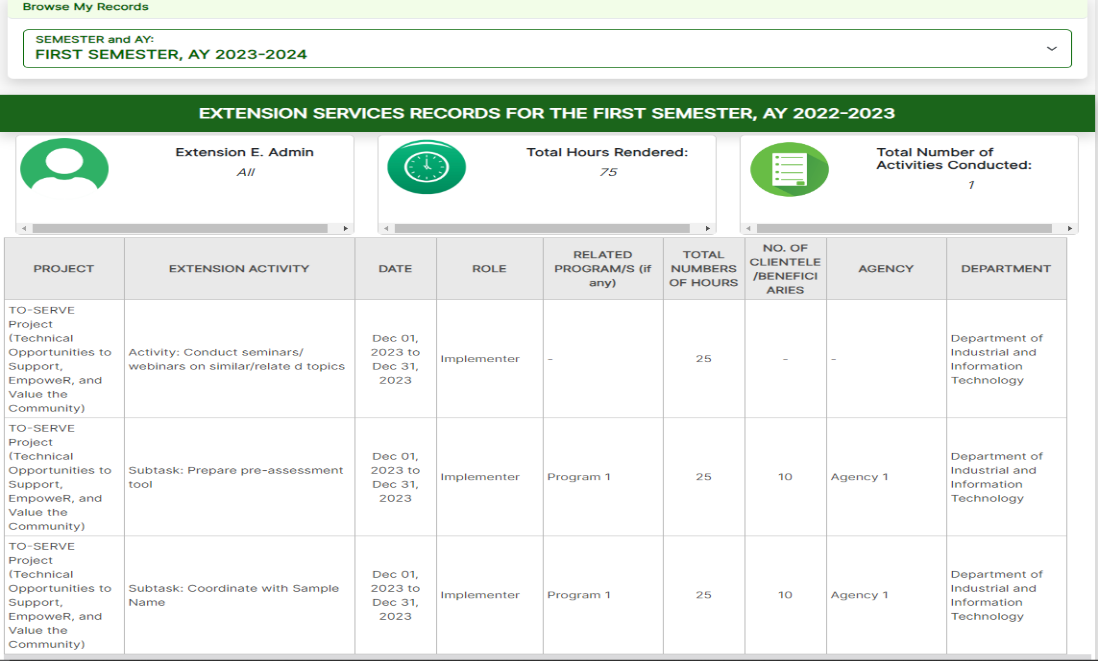 Browse My Records
SEMESTER and AY:
FIRST SEMESTER, AY 2023-2024
EXTENSION SERVICES RECORDS FOR THE FIRST SEMESTER, AY 2022-2023
Extension E. Admin
All
Total Hours Rendered:
75
Total Number of
Activities Conducted:
1
PROJECT
EXTENSION ACTIVITY
DATE
ROLE
RELATED
PROGRAM/S (if
any)
TOTAL
NUMBERS
OF HOURS
NO. OF
CLIENTELE
/BENEFICI
ARIES
AGENCY
DEPARTMENT
TO-SERVE
Project
(Technical
Opportunities to
Support,
EmpoweR, and
Value the
Community)
Activity: Conduct seminars/
webinars on similar/relate d topics
Dec 01,
2023 to
Dec 31,
2023
Implementer
-
25
-
-
Department of
Industrial and
Information
Technology
TO-SERVE
Project
(Technical
Opportunities to
Support,
EmpoweR, and
Value the
Community)
Subtask: Prepare pre-assessment
tool
Dec 01,
2023 to
Dec 31,
2023
Implementer
Program 1
25
10
Agency 1
Department of
Industrial and
Information
Technology
TO-SERVE
Project
(Technical
Opportunities to
Support,
EmpoweR, and
Value the
Community)
Subtask: Coordinate with Sample
Name
Dec 01,
2023 to
Dec 31,
2023
Implementer
Program 1
25
10
Agency 1
Department of
Industrial and
Information
Technology